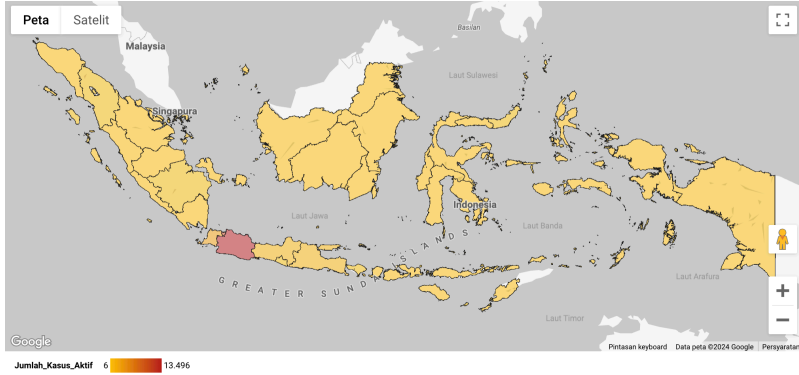 Peta Satelit
Basilan
Malaysia
Laut Sulawesi
Singapura
Indonesia
Laut Jawa
Laut Banda
GREATER SUNDA ISLANDS
Laut Arafura
Laut Timor
Google
Pintasan keyboard Data peta ©2024 Google Persyaratan
Jumlah_Kasus_Aktif 6 13.496